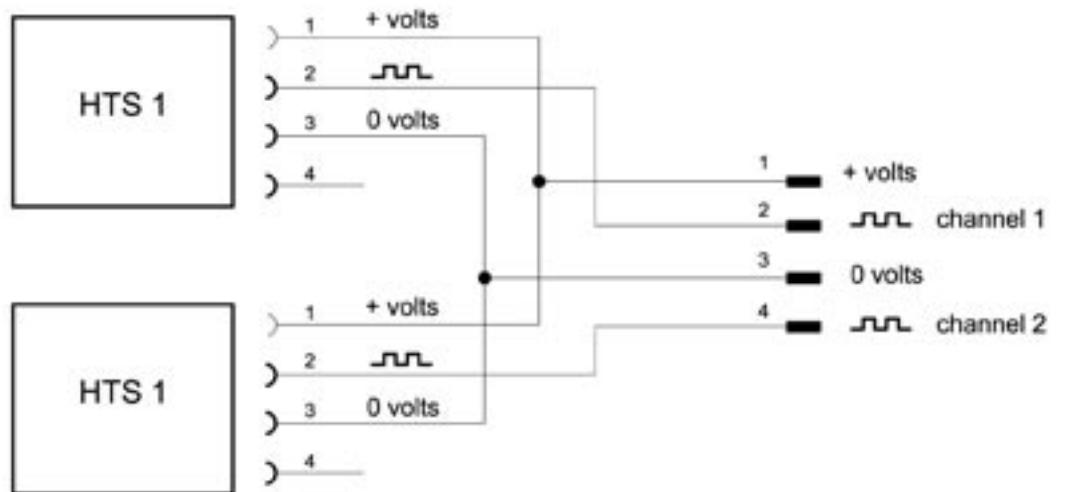 HTS 1
1 + volts
2
3 0 volts
4
1 + volts
2 channel 1
3 0 volts
4 channel 2
HTS 1
1 + volts
2
3 0 volts
4